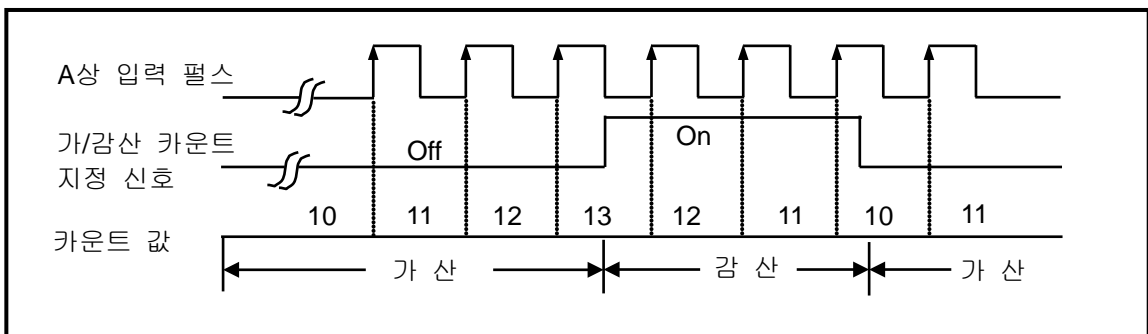 A상 입력 펄스
가/감산 카운트
지정 신호
Off
On
카운트 값
10 11 12 13 12 11 10 11
가 산 감 산 가 산